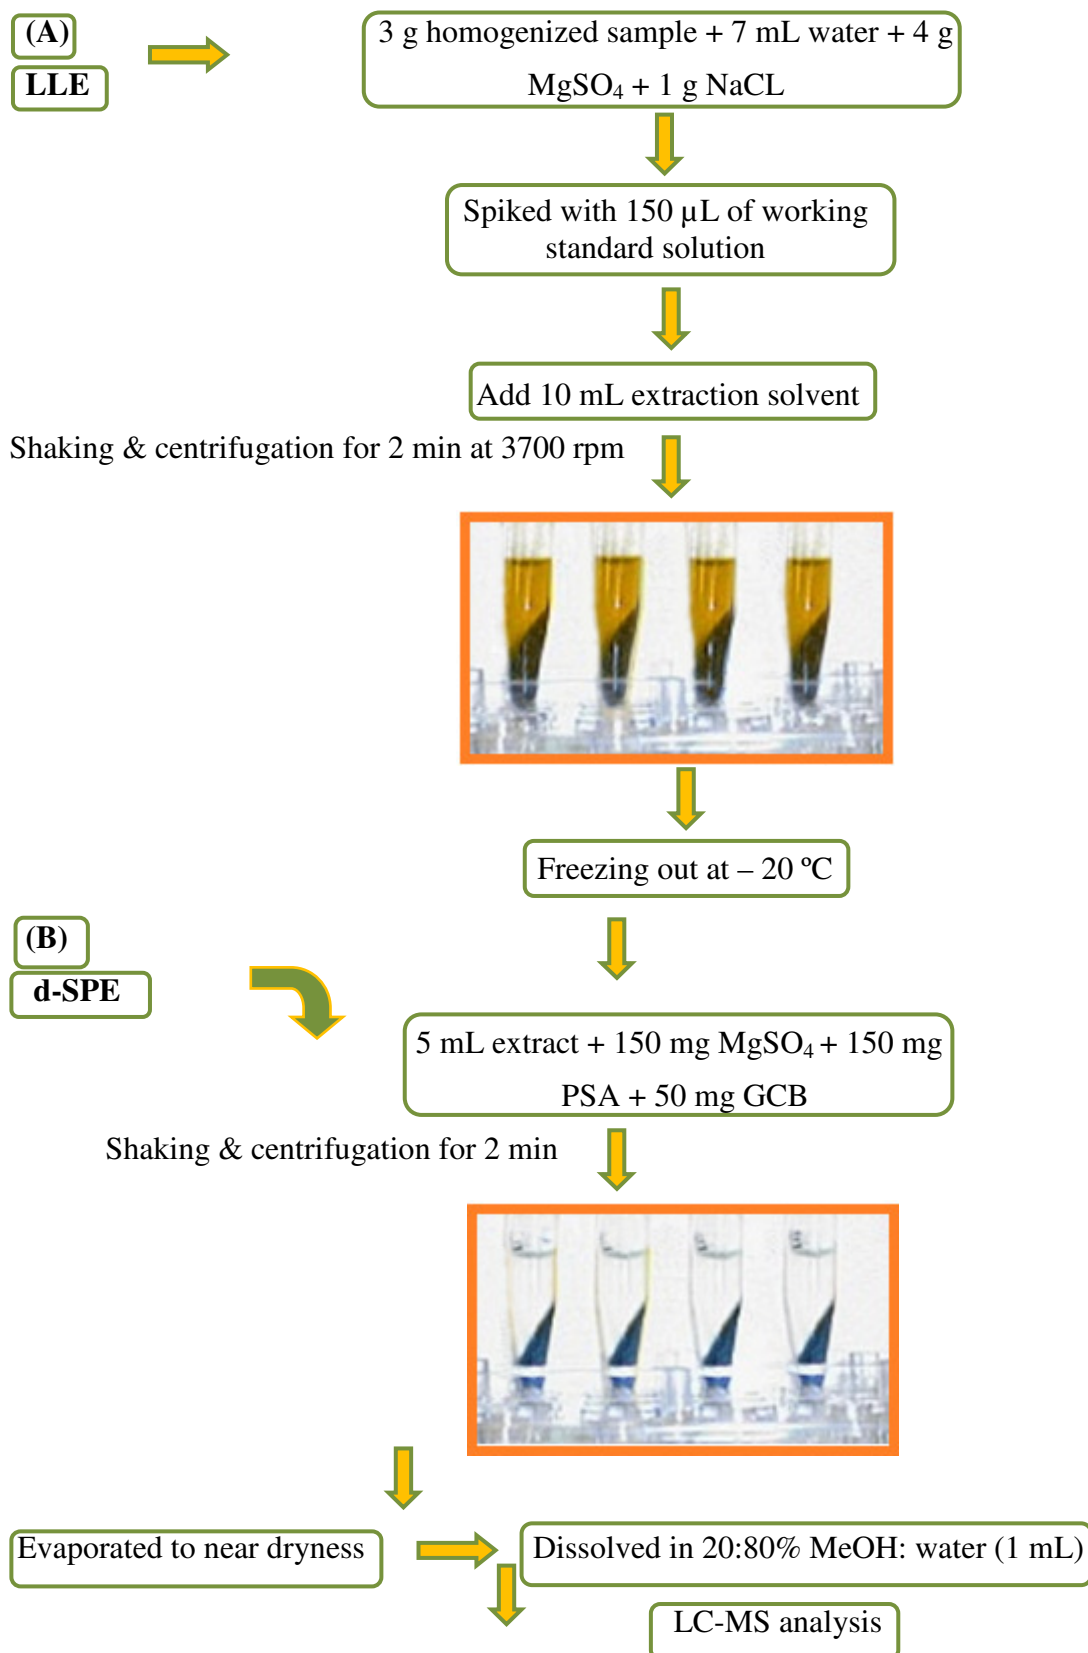 (A)
LLE
3 g homogenized sample + 7 mL water + 4 g
MgSO₄ + 1 g NaCL
Spiked with 150 µL of working
standard solution
Add 10 mL extraction solvent
Shaking & centrifugation for 2 min at 3700 rpm
Freezing out at – 20 ºC
(B)
d-SPE
5 mL extract + 150 mg MgSO₄ + 150 mg
PSA + 50 mg GCB
Shaking & centrifugation for 2 min
Evaporated to near dryness
Dissolved in 20:80% MeOH: water (1 mL)
LC-MS analysis